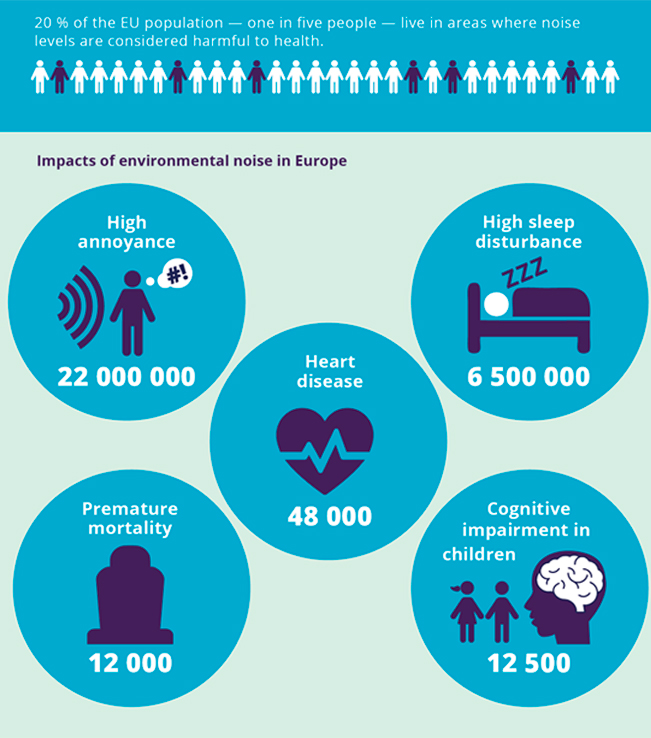 20 % of the EU population — one in five people — live in areas where noise
levels are considered harmful to health.
Impacts of environmental noise in Europe
High
annoyance
#!
22 000 000
High sleep
disturbance
ZZZ
6 500 000
Heart
disease
48 000
Premature
mortality
12 000
Cognitive
impairment in
children
12 500